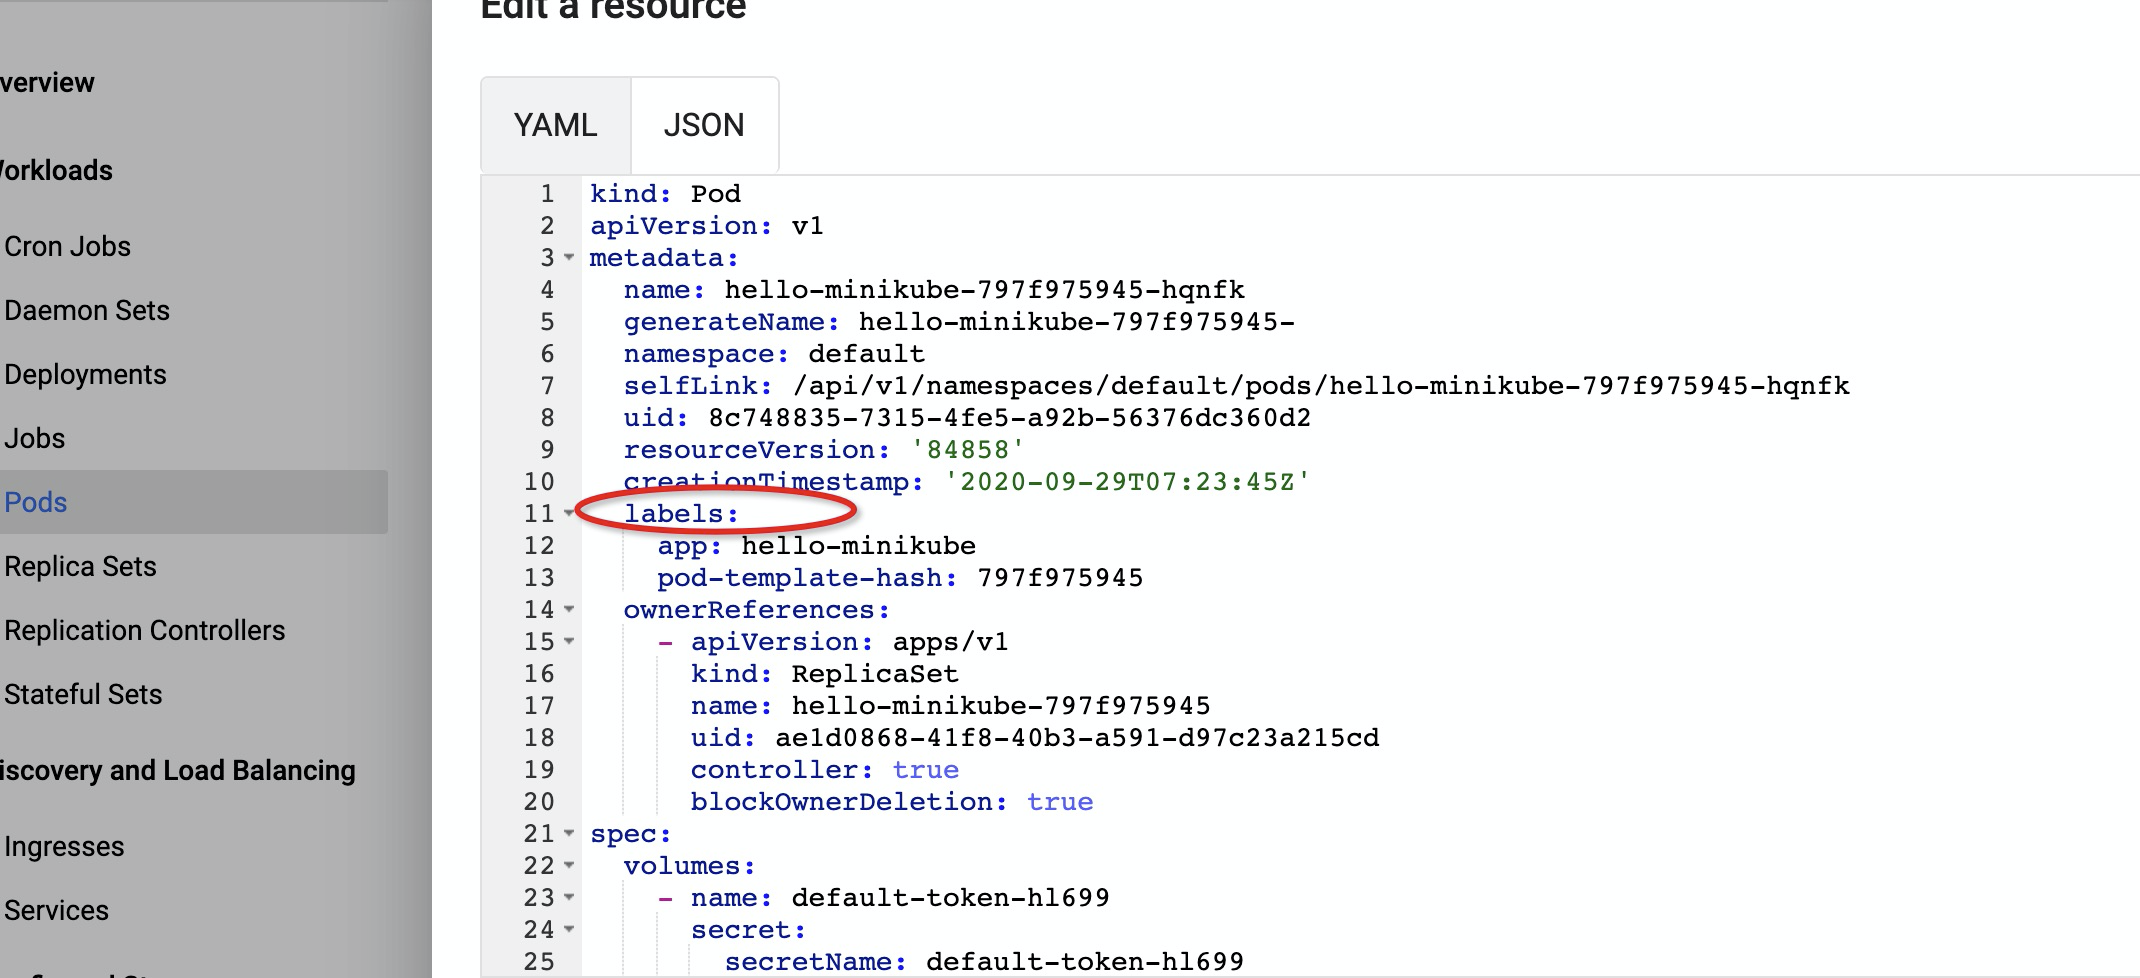 Edit a resource
verview
YAML
JSON
orkloads
Cron Jobs
Daemon Sets
Deployments
Jobs
Pods
Replica Sets
Replication Controllers
Stateful Sets
iscovery and Load Balancing
Ingresses
Services
1 kind: Pod
2 apiVersion: v1
3 metadata:
4 name: hello-minikube-797f975945-hqnfk
5 generateName: hello-minikube-797f975945-
6 namespace: default
7 selfLink: /api/v1/namespaces/default/pods/hello-minikube-797f975945-hqnfk
8 uid: 8c748835-7315-4fe5-a92b-56376dc360d2
9 resourceVersion: '84858'
10 creationTimestamp: '2020-09-29T07:23:45Z'
11 labels:
12 app: hello-minikube
13 pod-template-hash: 797f975945
14 ownerReferences:
15 - apiVersion: apps/v1
16 kind: ReplicaSet
17 name: hello-minikube-797f975945
18 uid: ae1d0868-41f8-40b3-a591-d97c23a215cd
19 controller: true
20 blockOwnerDeletion: true
21 spec:
22 volumes:
23 - name: default-token-hl699
24 secret:
25 secretName: default-token-hl699